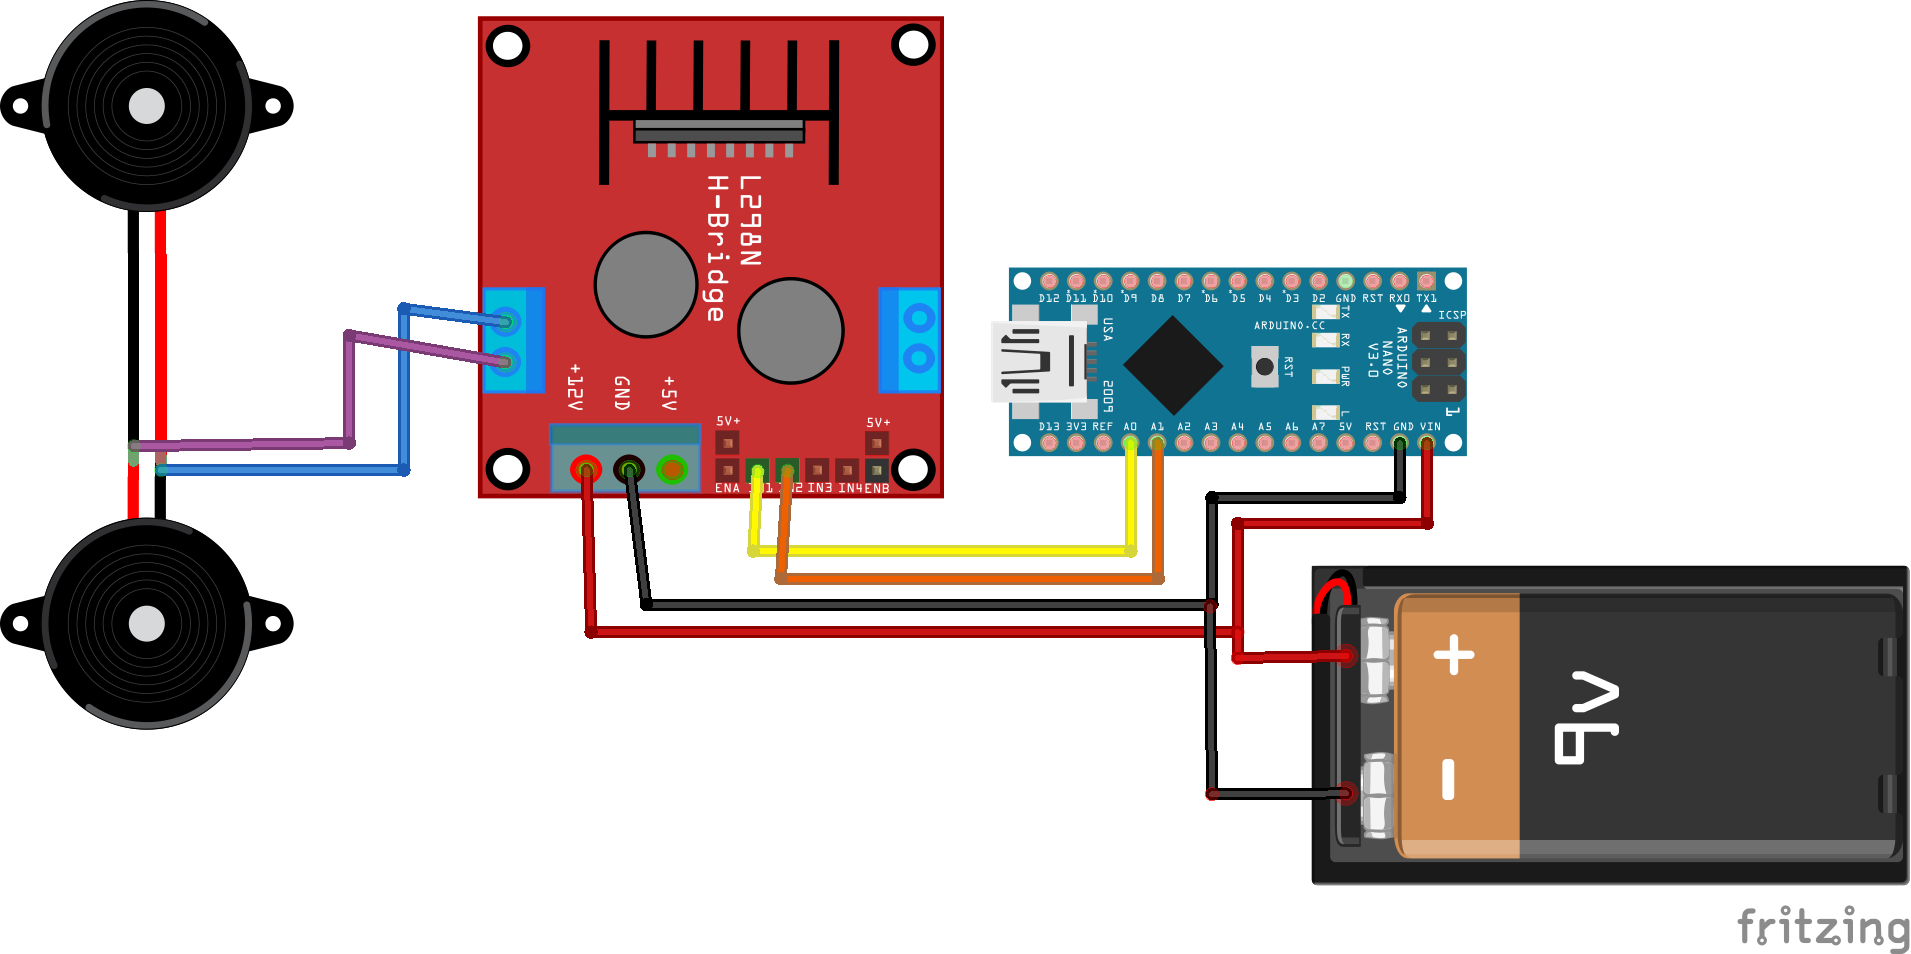 L298N
H-Bridge
+12V
GND
+5V
5V+
5V+
ENA
IN2
IN3
IN4
ENB
D12
D11
D10
D9
D8
D7
D6
D5
D4
D3
D2
GND
RST
RX0
TX1
USA
2009
ARDUINO.CC
RST
TX
RX
PWR
L
ICSP
ARDUINO
NANO
V3.0
1
D13
3V3
REF
A0
A1
A2
A3
A4
A5
A6
A7
5V
RST
GND
VIN
+
-
9V
fritzing